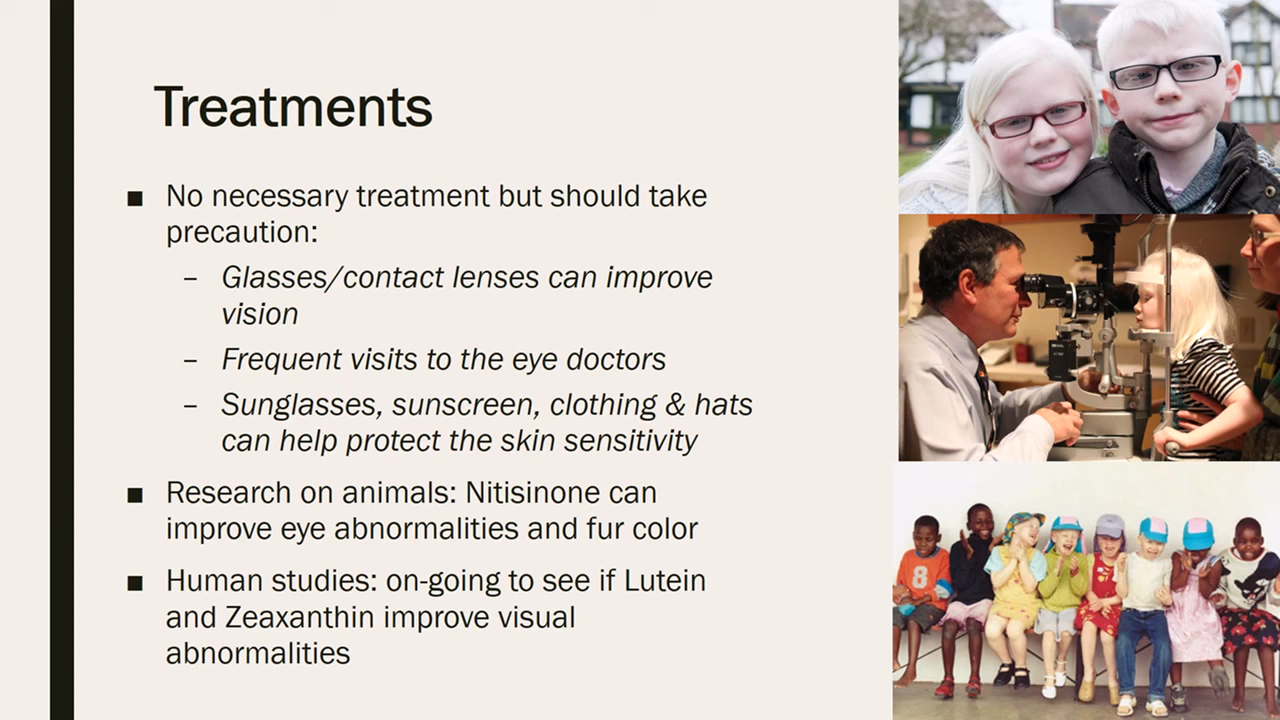 Treatments
■ No necessary treatment but should take
precaution:
– Glasses/contact lenses can improve
vision
– Frequent visits to the eye doctors
– Sunglasses, sunscreen, clothing & hats
can help protect the skin sensitivity
■ Research on animals: Nitisinone can
improve eye abnormalities and fur color
■ Human studies: on-going to see if Lutein
and Zeaxanthin improve visual
abnormalities
8